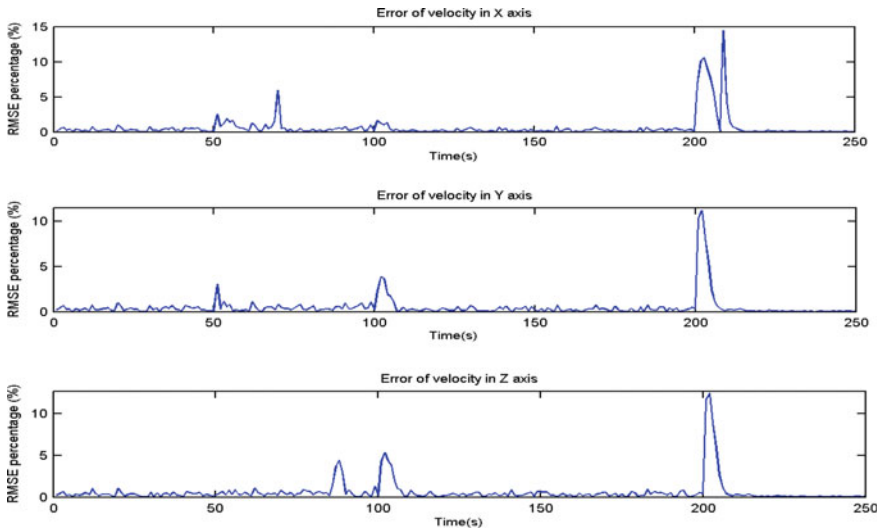 Error of velocity in X axis
RMSE percentage (%)
15
10
5
0
0 50 100 150 200 250
Time(s)
Error of velocity in Y axis
RMSE percentage (%)
10
5
0
0 50 100 150 200 250
Time(s)
Error of velocity in Z axis
RMSE percentage (%)
10
5
0
0 50 100 150 200 250
Time(s)